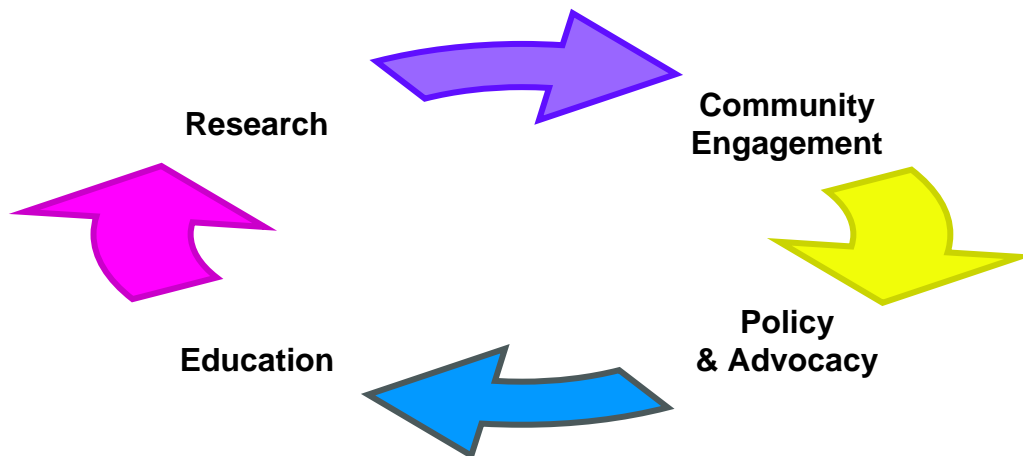 Research
Community
Engagement
Policy
& Advocacy
Education